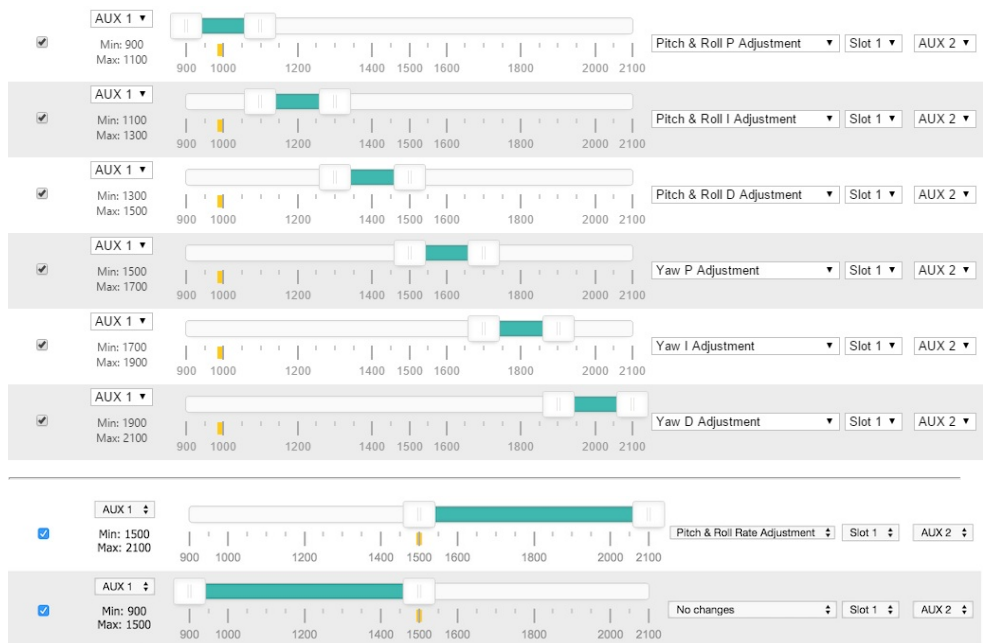 AUX 1
Min: 900
Max: 1100
900 1000 1200 1400 1500 1600 1800 2000 2100
Pitch & Roll P Adjustment Slot 1 AUX 2
AUX 1
Min: 1100
Max: 1300
900 1000 1200 1400 1500 1600 1800 2000 2100
Pitch & Roll I Adjustment Slot 1 AUX 2
AUX 1
Min: 1300
Max: 1500
900 1000 1200 1400 1500 1600 1800 2000 2100
Pitch & Roll D Adjustment Slot 1 AUX 2
AUX 1
Min: 1500
Max: 1700
900 1000 1200 1400 1500 1600 1800 2000 2100
Yaw P Adjustment Slot 1 AUX 2
AUX 1
Min: 1700
Max: 1900
900 1000 1200 1400 1500 1600 1800 2000 2100
Yaw I Adjustment Slot 1 AUX 2
AUX 1
Min: 1900
Max: 2100
900 1000 1200 1400 1500 1600 1800 2000 2100
Yaw D Adjustment Slot 1 AUX 2
AUX 1
Min: 1500
Max: 2100
900 1000 1200 1400 1500 1600 1800 2000 2100
Pitch & Roll Rate Adjustment Slot 1 AUX 2
AUX 1
Min: 900
Max: 1500
900 1000 1200 1400 1500 1600 1800 2000 2100
No changes Slot 1 AUX 2